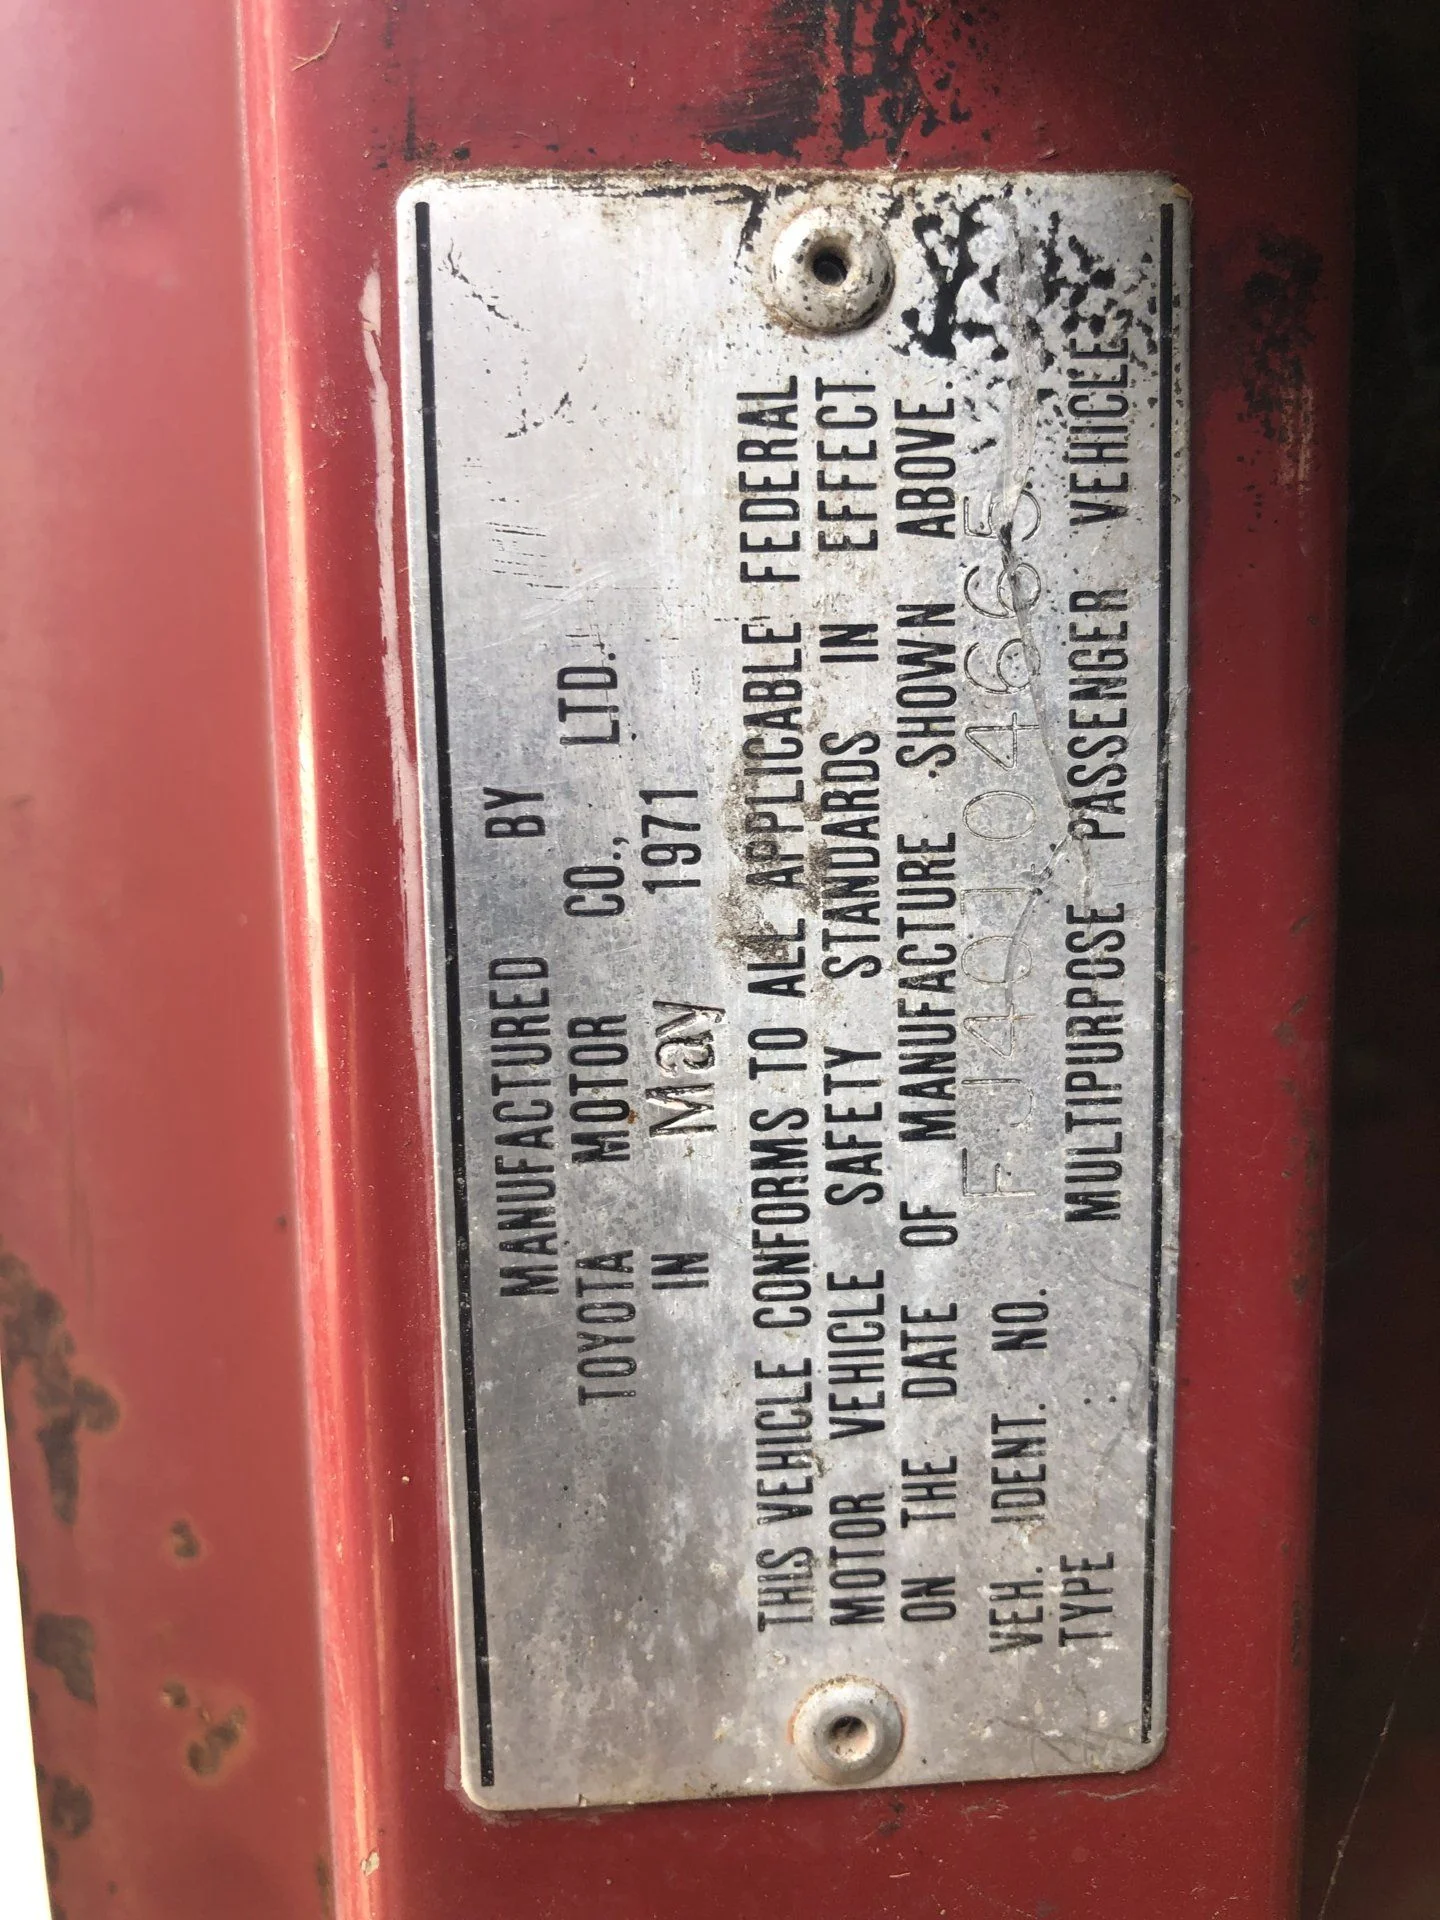 MANUFACTURED BY
TOYOTA MOTOR CO., LTD.
IN May 1971
THIS VEHICLE CONFORMS TO ALL APPLICABLE FEDERAL
MOTOR VEHICLE SAFETY STANDARDS IN EFFECT
ON THE DATE OF MANUFACTURE SHOWN ABOVE.
VEH. IDENT. NO. FJ40104665
TYPE : MULTIPURPOSE PASSENGER VEHICLE